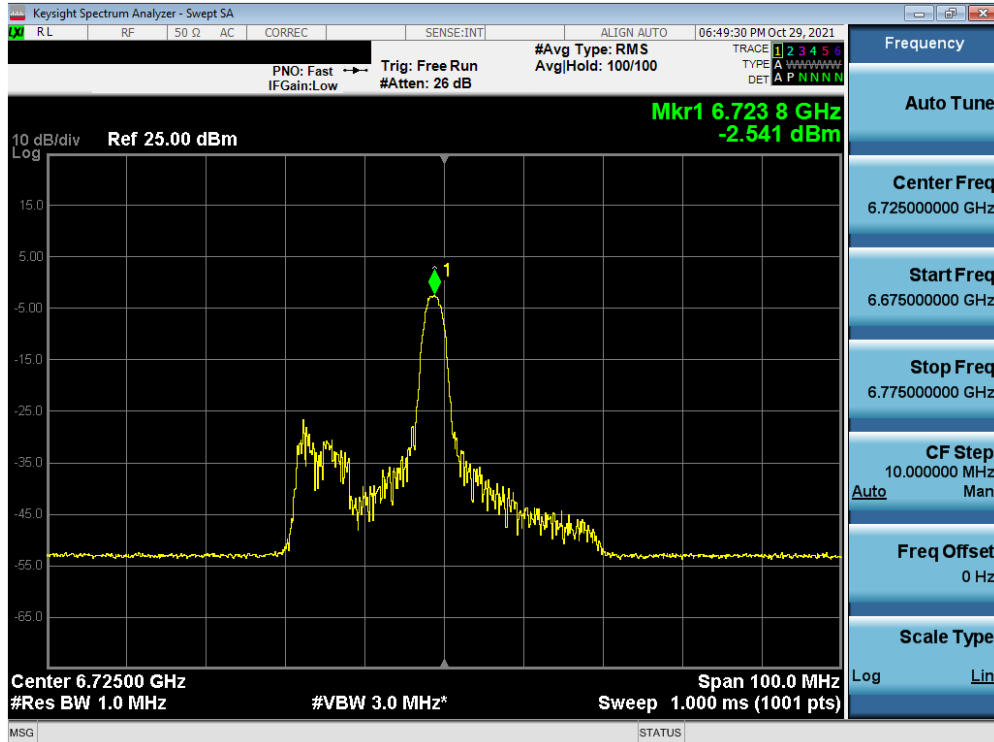 Keysight Spectrum Analyzer - Swept SA
LXI RL RF 50 Ω AC CORREC SENSE:INT ALIGN AUTO 06:49:30 PM Oct 29, 2021
PNO: Fast
IFGain:Low
Trig: Free Run
#Atten: 26 dB
#Avg Type: RMS
Avg|Hold: 100/100
TRACE 1 2 3 4 5 6
TYPE A WWWWW
DET A P N N N N
Mkr1 6.723 8 GHz
-2.541 dBm
10 dB/div
Log
Ref 25.00 dBm
15.0
5.00
-5.00
-15.0
-25.0
-35.0
-45.0
-55.0
-65.0
1
Center 6.72500 GHz
#Res BW 1.0 MHz
#VBW 3.0 MHz*
Span 100.0 MHz
Sweep 1.000 ms (1001 pts)
MSG
STATUS
Frequency
Auto Tune
Center Freq
6.725000000 GHz
Start Freq
6.675000000 GHz
Stop Freq
6.775000000 GHz
CF Step
10.000000 MHz
Auto Man
Freq Offset
0 Hz
Scale Type
Log Lin